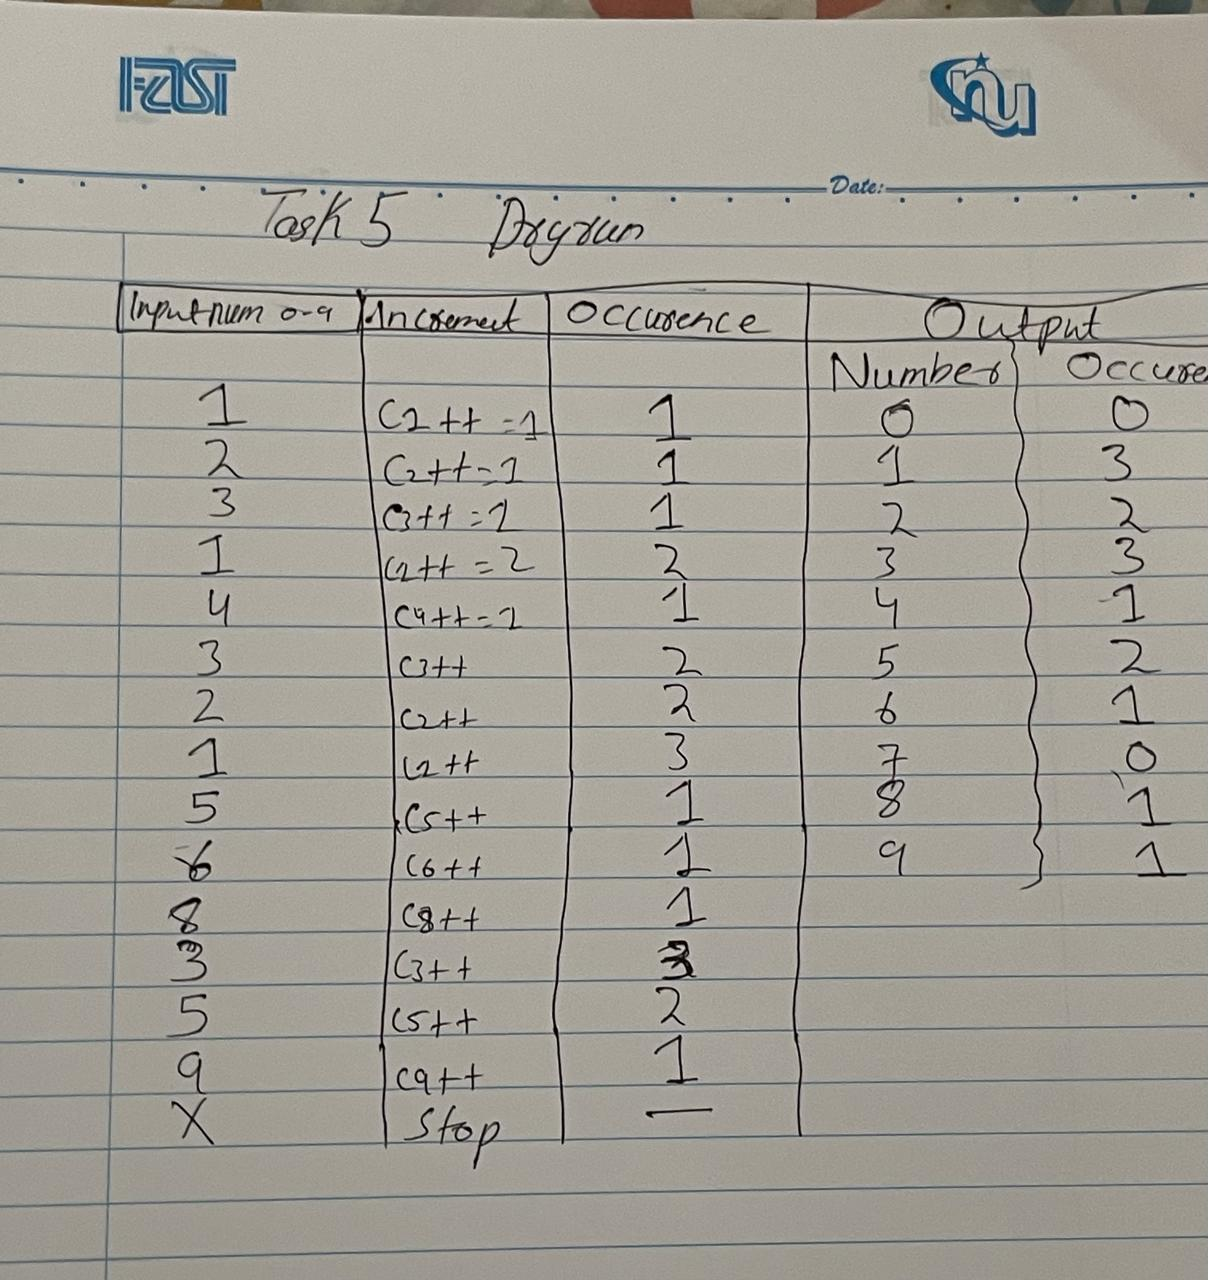 FAST nu
Date:
Task 5 Dryrun
Input num 0-9 Increment Occurence Output
Number Occure
1 C1++ =1 1 0 0
2 C2++=1 1 1 3
3 C3++ =1 1 2 2
1 C1++ =2 2 3 3
4 C4++=1 1 4 1
3 C3++ 2 5 2
2 C2++ 2 6 1
1 C1++ 3 7 0
5 C5++ 1 8 1
6 C6++ 1 9 1
8 C8++ 1
3 C3++ 3
5 C5++ 2
9 C9++ 1
X Stop —